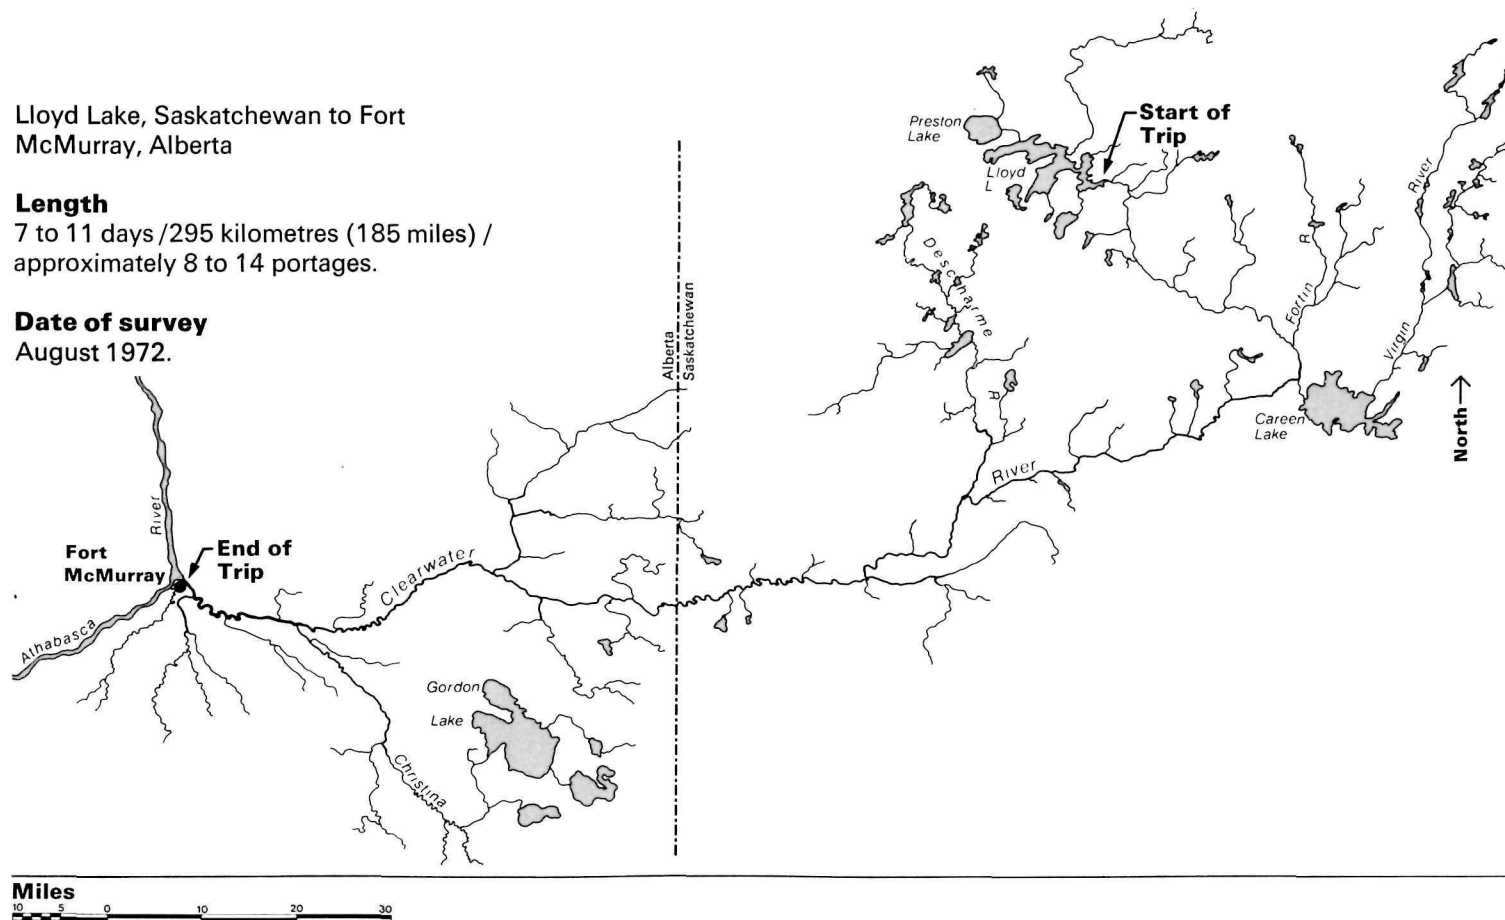 Lloyd Lake, Saskatchewan to Fort
McMurray, Alberta
Length
7 to 11 days /295 kilometres (185 miles) /
approximately 8 to 14 portages.
Date of survey
August 1972.
Preston
Lake
Lloyd
L
Start of
Trip
Descharme
R
Fortin
R
Virgin
River
Careen
Lake
North
Alberta
Saskatchewan
River
Clearwater
River
Fort
McMurray
End of
Trip
Athabasca
Gordon
Lake
Christina
Miles
10 5 0 10 20 30